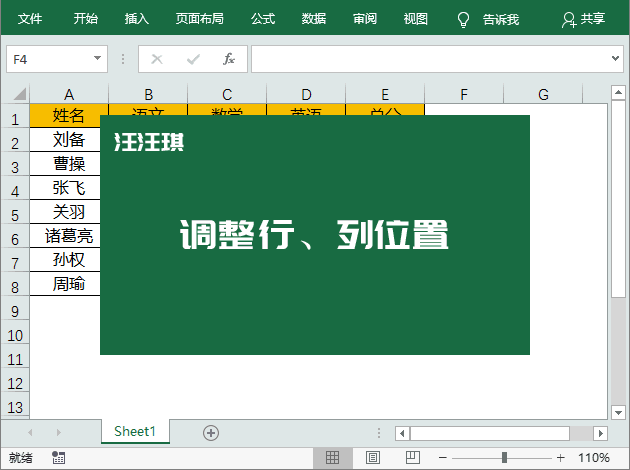 文件 开始 插入 页面布局 公式 数据 审阅 视图 告诉我 共享
F4 fx
A B C D E F G
1 姓名 语文 数学 英语 总分
2 刘备
3 曹操
4 张飞
5 关羽
6 诸葛亮
7 孙权
8 周瑜
9
10
11
12
13
汪汪琪
调整行、列位置
Sheet1
就绪 110%